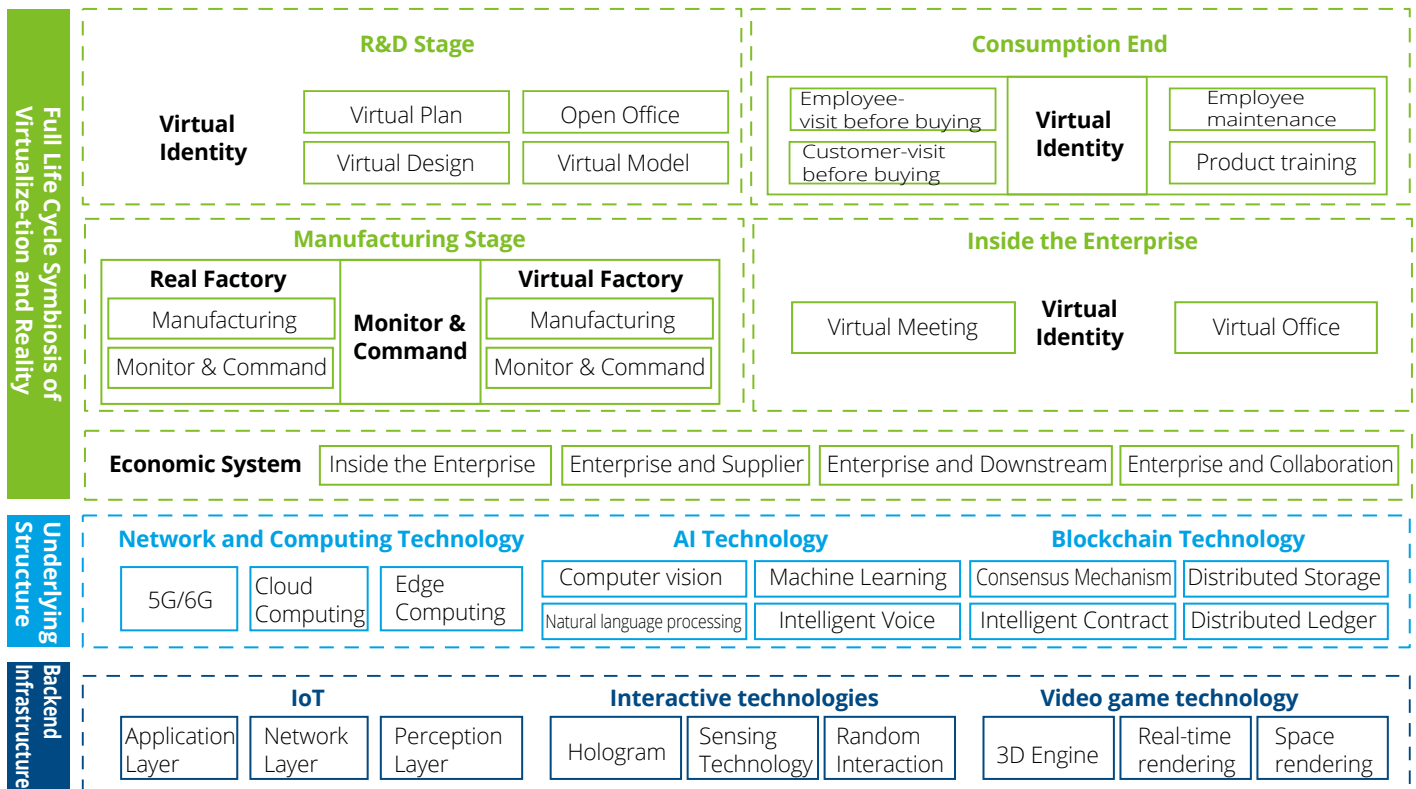 Full Life Cycle Symbiosis of
Virtualize-tion and Reality
R&D Stage
Virtual
Identity
Virtual Plan
Open Office
Virtual Design
Virtual Model
Consumption End
Employee-
visit before buying
Customer-visit
before buying
Virtual
Identity
Employee
maintenance
Product training
Manufacturing Stage
Real Factory
Manufacturing
Monitor & Command
Monitor &
Command
Virtual Factory
Manufacturing
Monitor & Command
Inside the Enterprise
Virtual Meeting
Virtual
Identity
Virtual Office
Economic System
Inside the Enterprise
Enterprise and Supplier
Enterprise and Downstream
Enterprise and Collaboration
Underlying
Structure
Network and Computing Technology
5G/6G
Cloud
Computing
Edge
Computing
AI Technology
Computer vision
Machine Learning
Natural language processing
Intelligent Voice
Blockchain Technology
Consensus Mechanism
Distributed Storage
Intelligent Contract
Distributed Ledger
Backend
Infrastructure
IoT
Application
Layer
Network
Layer
Perception
Layer
Interactive technologies
Hologram
Sensing
Technology
Random
Interaction
Video game technology
3D Engine
Real-time
rendering
Space
rendering